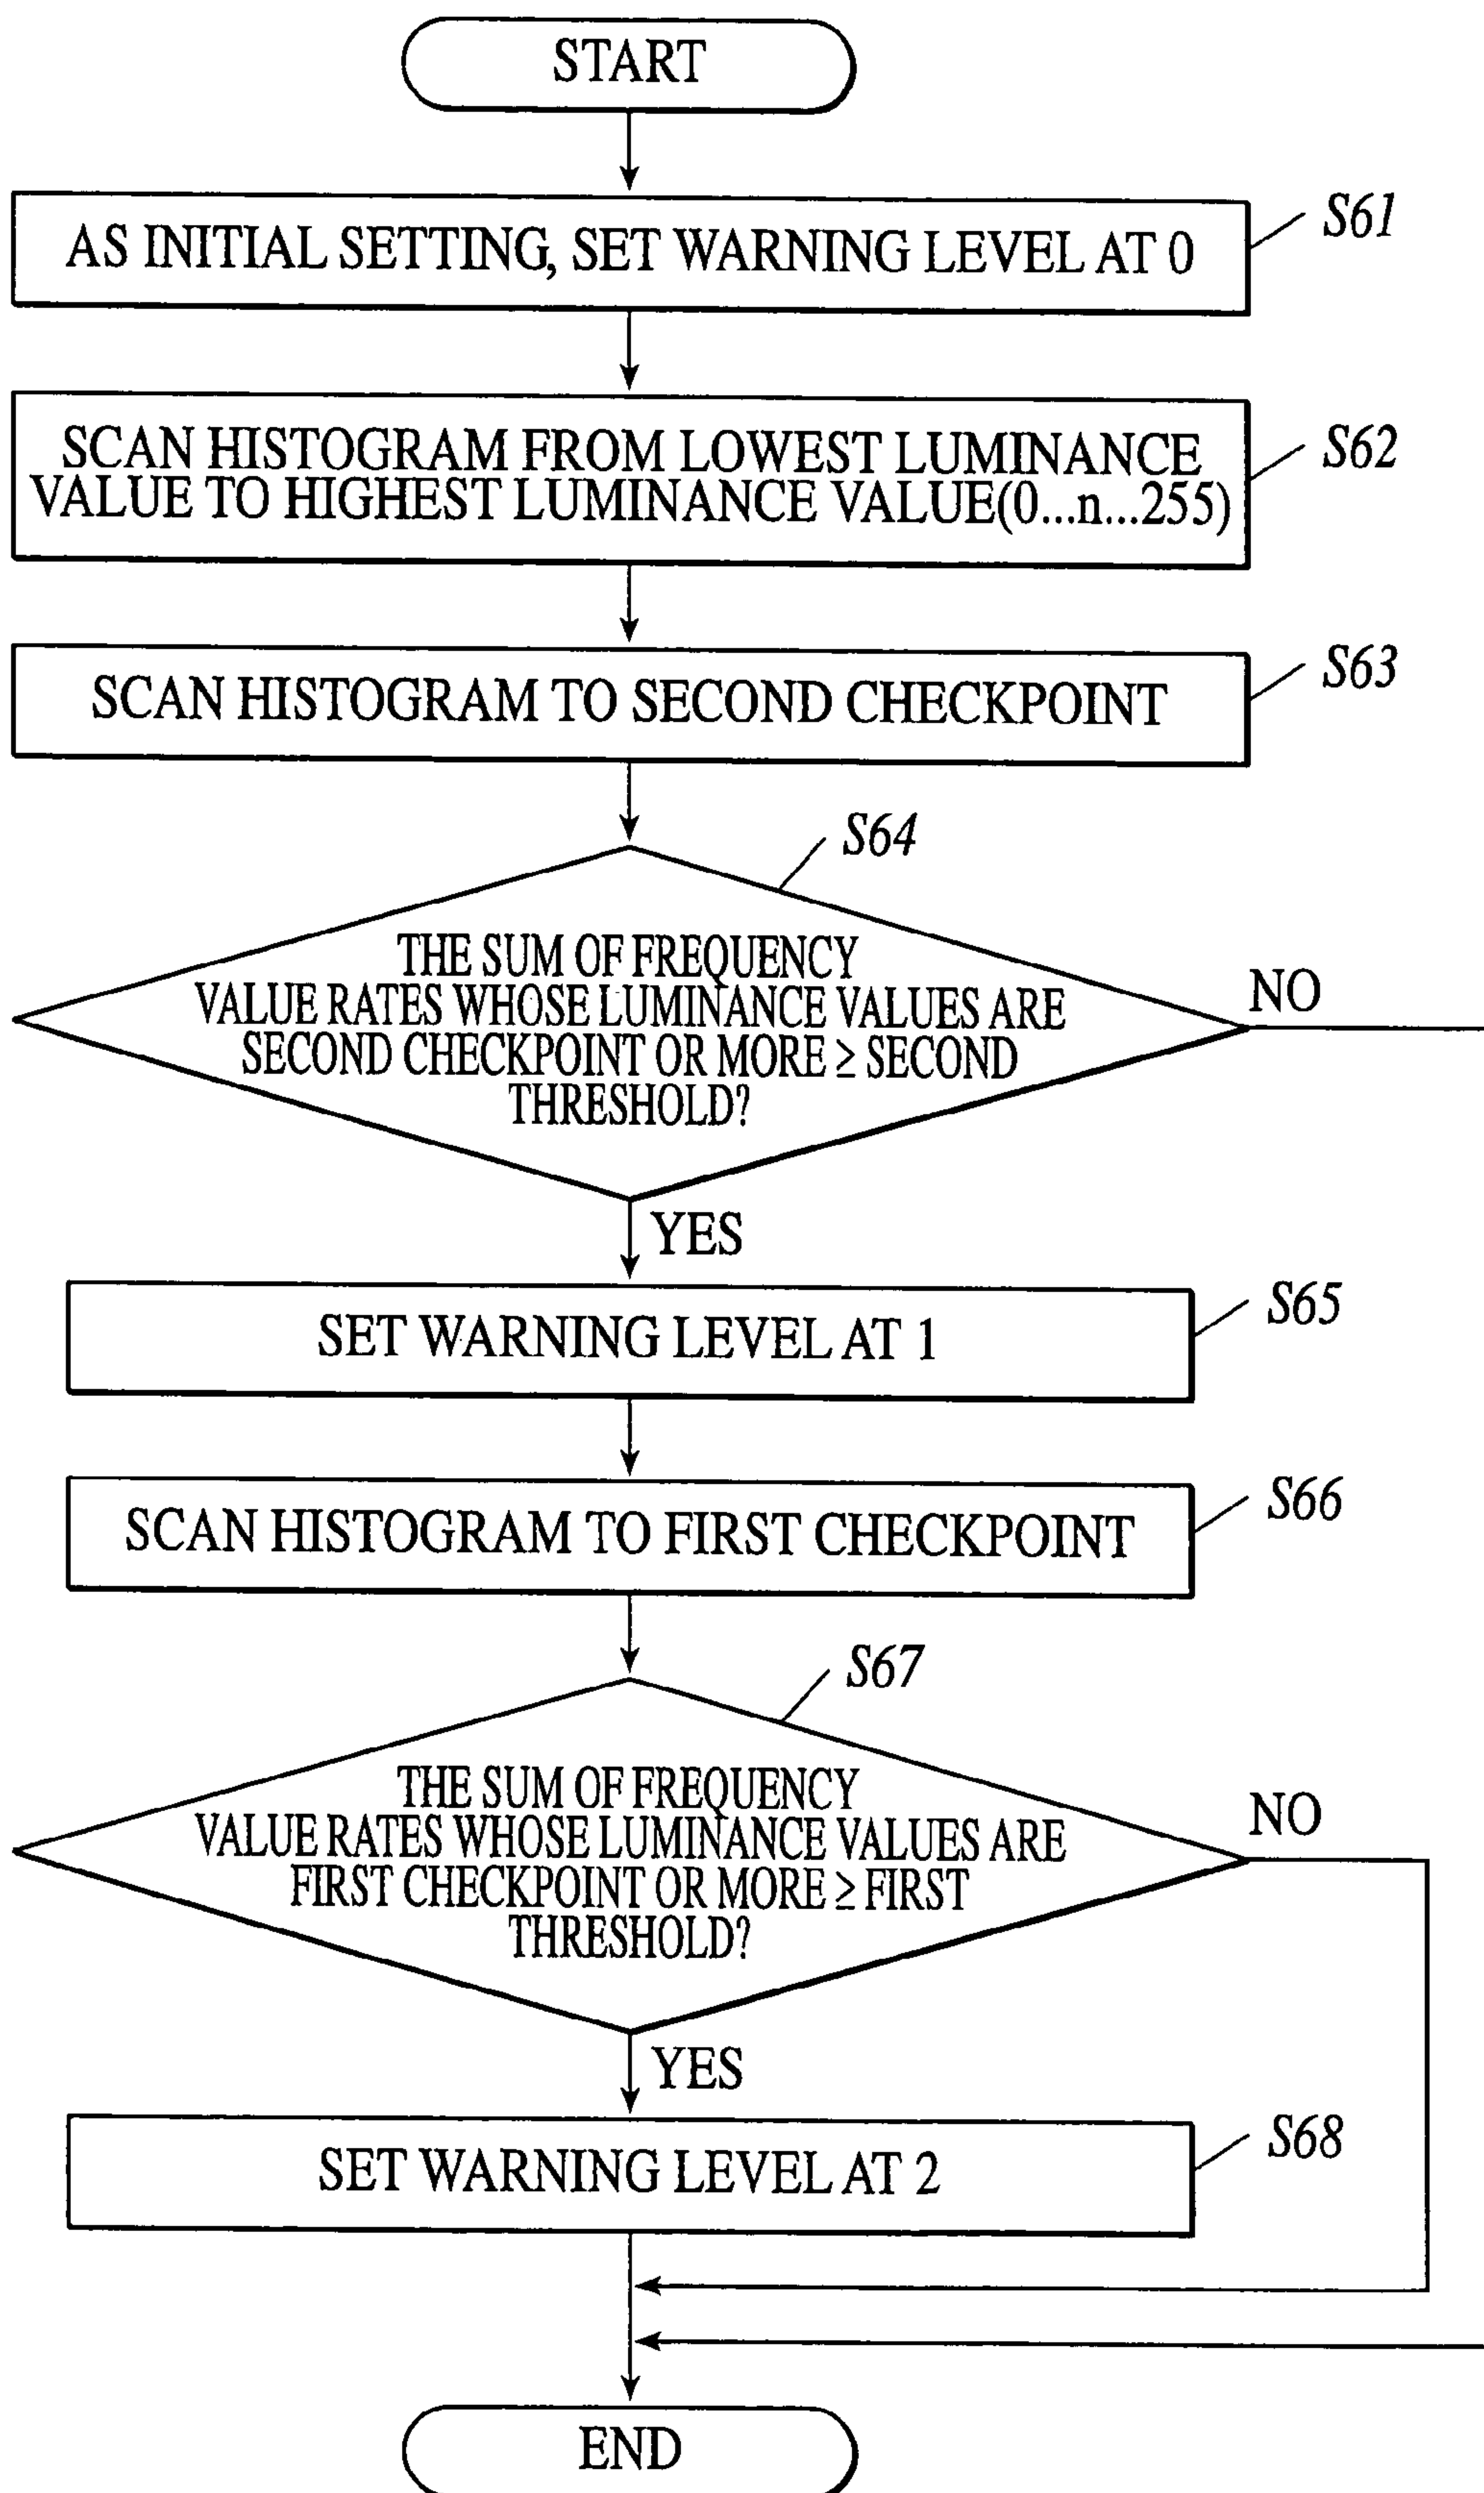 START
AS INITIAL SETTING, SET WARNING LEVEL AT 0
S61
SCAN HISTOGRAM FROM LOWEST LUMINANCE
VALUE TO HIGHEST LUMINANCE VALUE(0...n...255)
S62
SCAN HISTOGRAM TO SECOND CHECKPOINT
S63
S64
THE SUM OF FREQUENCY
VALUE RATES WHOSE LUMINANCE VALUES ARE
SECOND CHECKPOINT OR MORE ≥ SECOND
THRESHOLD?
NO
YES
SET WARNING LEVEL AT 1
S65
SCAN HISTOGRAM TO FIRST CHECKPOINT
S66
S67
THE SUM OF FREQUENCY
VALUE RATES WHOSE LUMINANCE VALUES ARE
FIRST CHECKPOINT OR MORE ≥ FIRST
THRESHOLD?
NO
YES
SET WARNING LEVEL AT 2
S68
END